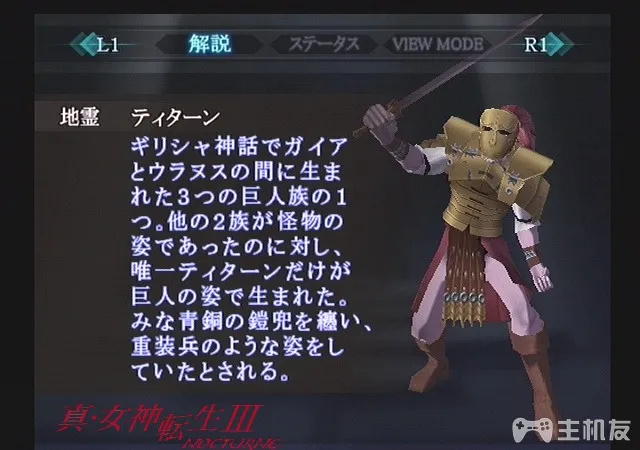 L1 解説 ステータス VIEW MODE R1
地霊 ティターン
ギリシャ神話でガイア
とウラヌスの間に生ま
れた3つの巨人族の1
つ。他の2族が怪物の
姿であったのに対し、
唯一ティターンだけが
巨人の姿で生まれた。
みな青銅の鎧兜を纏い、
重装兵のような姿をし
ていたとされる。
真・女神転生III
NOCTURNE
主机友